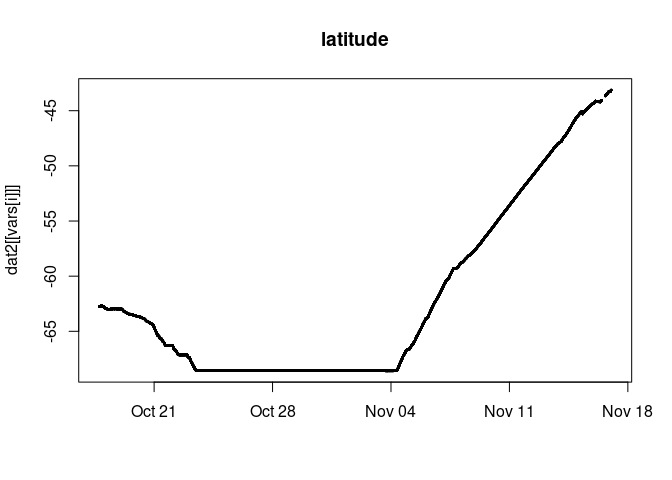 latitude
dat2[[vars[i]]]
-45
-50
-55
-60
-65
Oct 21
Oct 28
Nov 04
Nov 11
Nov 18